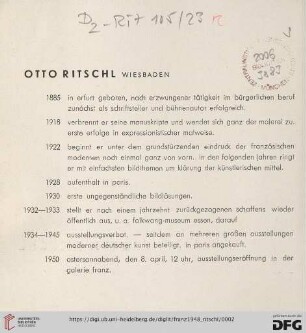 D2-Rit 105/23
OTTO RITSCHL WIESBADEN
1885 in erfurt geboren, nach erzwungener tätigkeit im bürgerlichen beruf
zunächst als schriftsteller und bühnenautor erfolgreich.
1918 verbrennt er seine manuskripte und wendet sich ganz der malerei zu.
erste erfolge in expressionistischer malweise.
1922 beginnt er unter dem grundstürzenden eindruck der französischen
modernen noch einmal ganz von vorn. in den folgenden jahren ringt
er mit einfachsten bildthemen um klärung der künstlerischen mittel.
1928 aufenthalt in paris.
1930 erste ungegenständliche bildlösungen.
1932—1933 stellt er nach einem jahrzehnt zurückgezogenen schaffens wieder
öffentlich aus, u. a. folkwang-museum essen, darauf
1934—1945 ausstellungsverbot. — seitdem an mehreren großen ausstellungen
moderner deutscher kunst beteiligt, in paris angekauft.
1950 ostersonnabend, den 8. april, 12 uhr, ausstellungseröffnung in der
galerie franz.
UNIVERSITÄTS-
BIBLIOTHEK
HEIDELBERG
http://digi.ub.uni-heidelberg.de/diglit/franz1948_ritschl/0002
gefördert durch
DFG